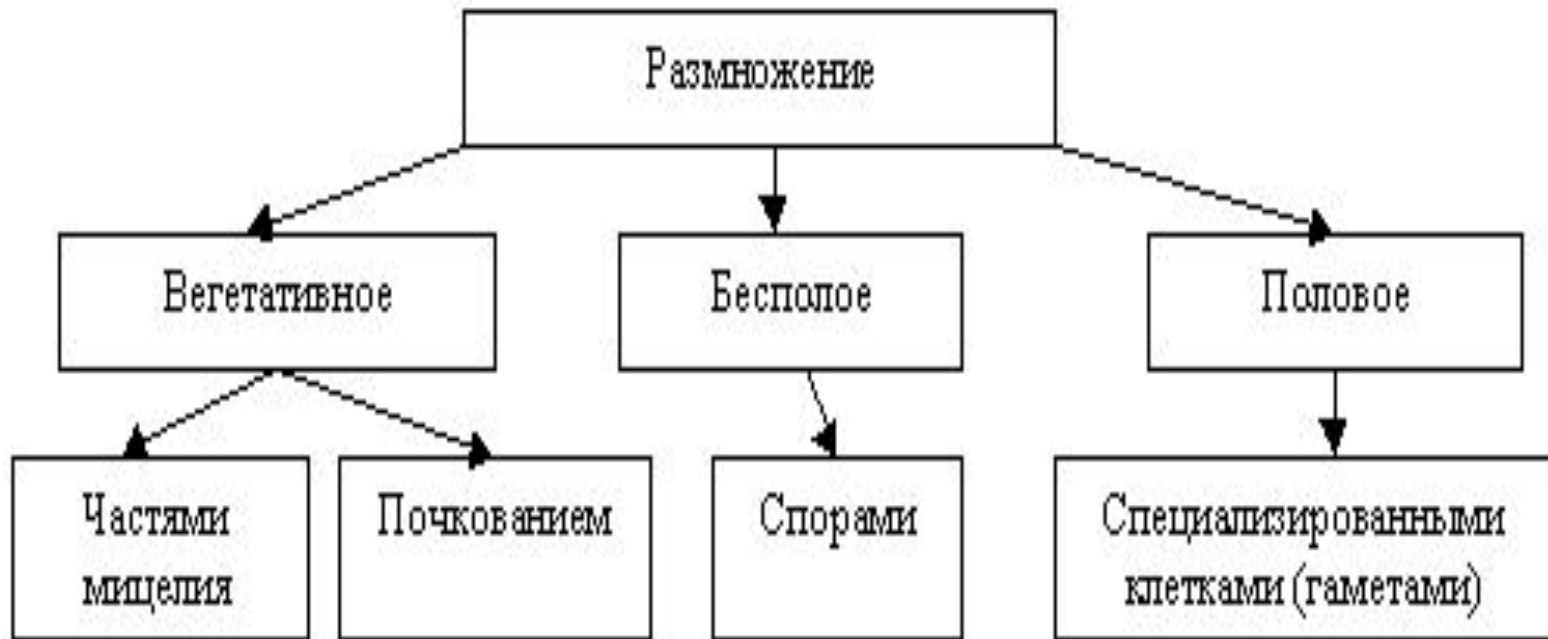 Размножение
Вегетативное
Бесполое
Половое
Частями
мицелия
Почкованием
Спорами
Специализированными
клетками (гаметами)